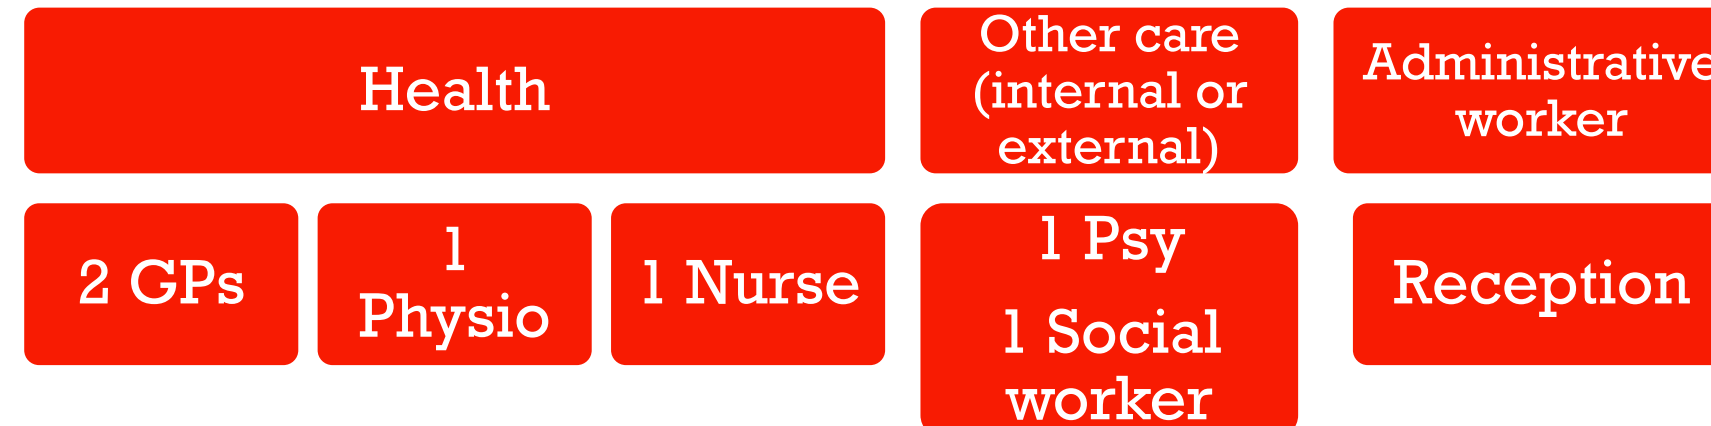 Health
Other care
(internal or
external)
Administrative
worker
2 GPs
1
Physio
1 Nurse
1 Psy
1 Social
worker
Reception